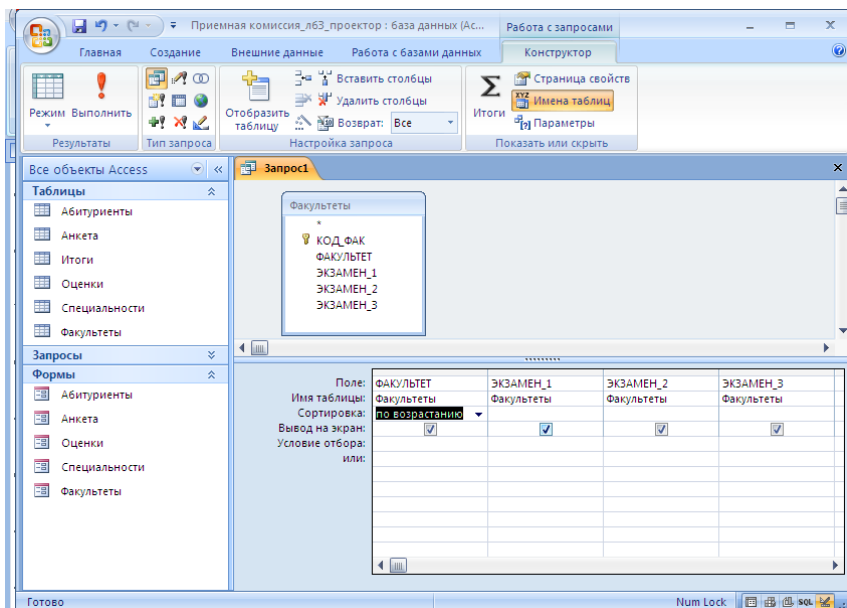 Приемная комиссия_лб3_проектор : база данных (Ac...
Работа с запросами
Главная Создание Внешние данные Работа с базами данных Конструктор
Режим Выполнить
Отобразить таблицу
Вставить столбцы
Удалить столбцы
Возврат: Все
Итоги
Страница свойств
XYZ Имена таблиц
Параметры
Результаты Тип запроса Настройка запроса Показать или скрыть
Все объекты Access
Таблицы
Абитуриенты
Анкета
Итоги
Оценки
Специальности
Факультеты
Запросы
Формы
Абитуриенты
Анкета
Оценки
Специальности
Факультеты
Запрос1
Факультеты
*
КОД_ФАК
ФАКУЛЬТЕТ
ЭКЗАМЕН_1
ЭКЗАМЕН_2
ЭКЗАМЕН_3
Поле: ФАКУЛЬТЕТ ЭКЗАМЕН_1 ЭКЗАМЕН_2 ЭКЗАМЕН_3
Имя таблицы: Факультеты Факультеты Факультеты Факультеты
Сортировка: по возрастанию
Вывод на экран:
Условие отбора:
или:
Готово Num Lock SQL